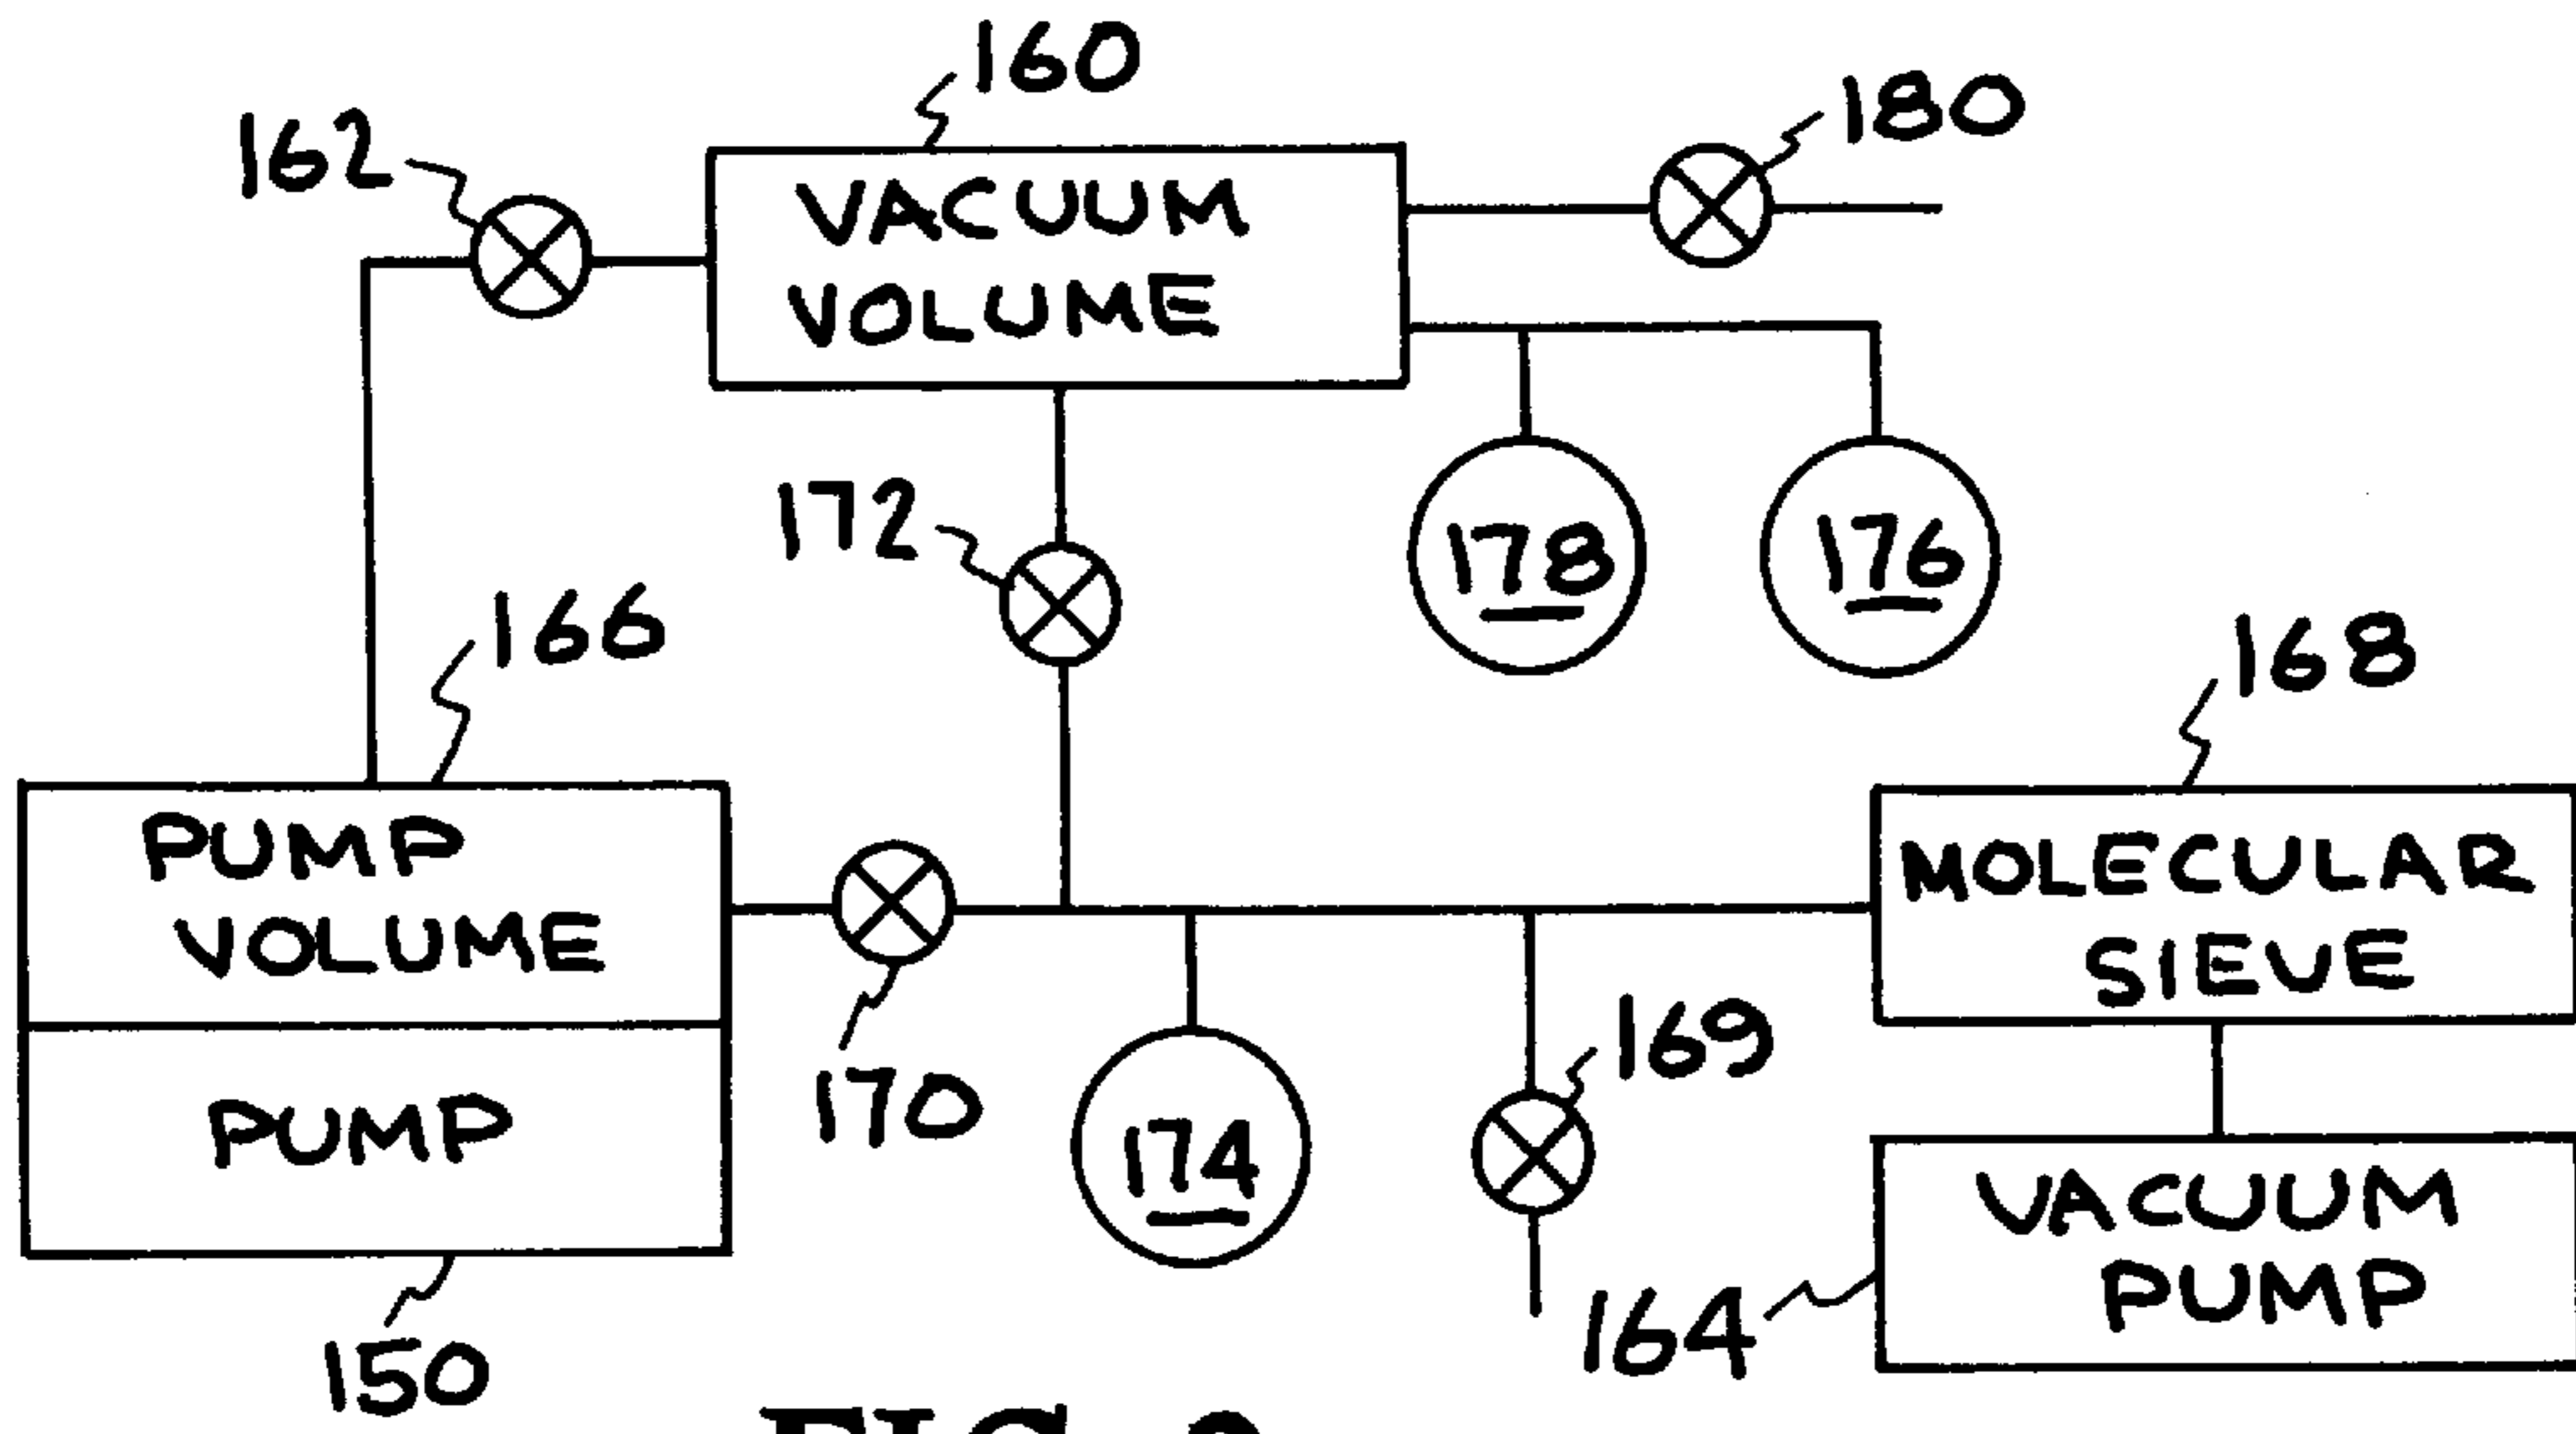 160
180
162
VACUUM
VOLUME
172
178
176
166
168
PUMP
VOLUME
MOLECULAR
SIEVE
169
170
174
PUMP
VACUUM
PUMP
164
150